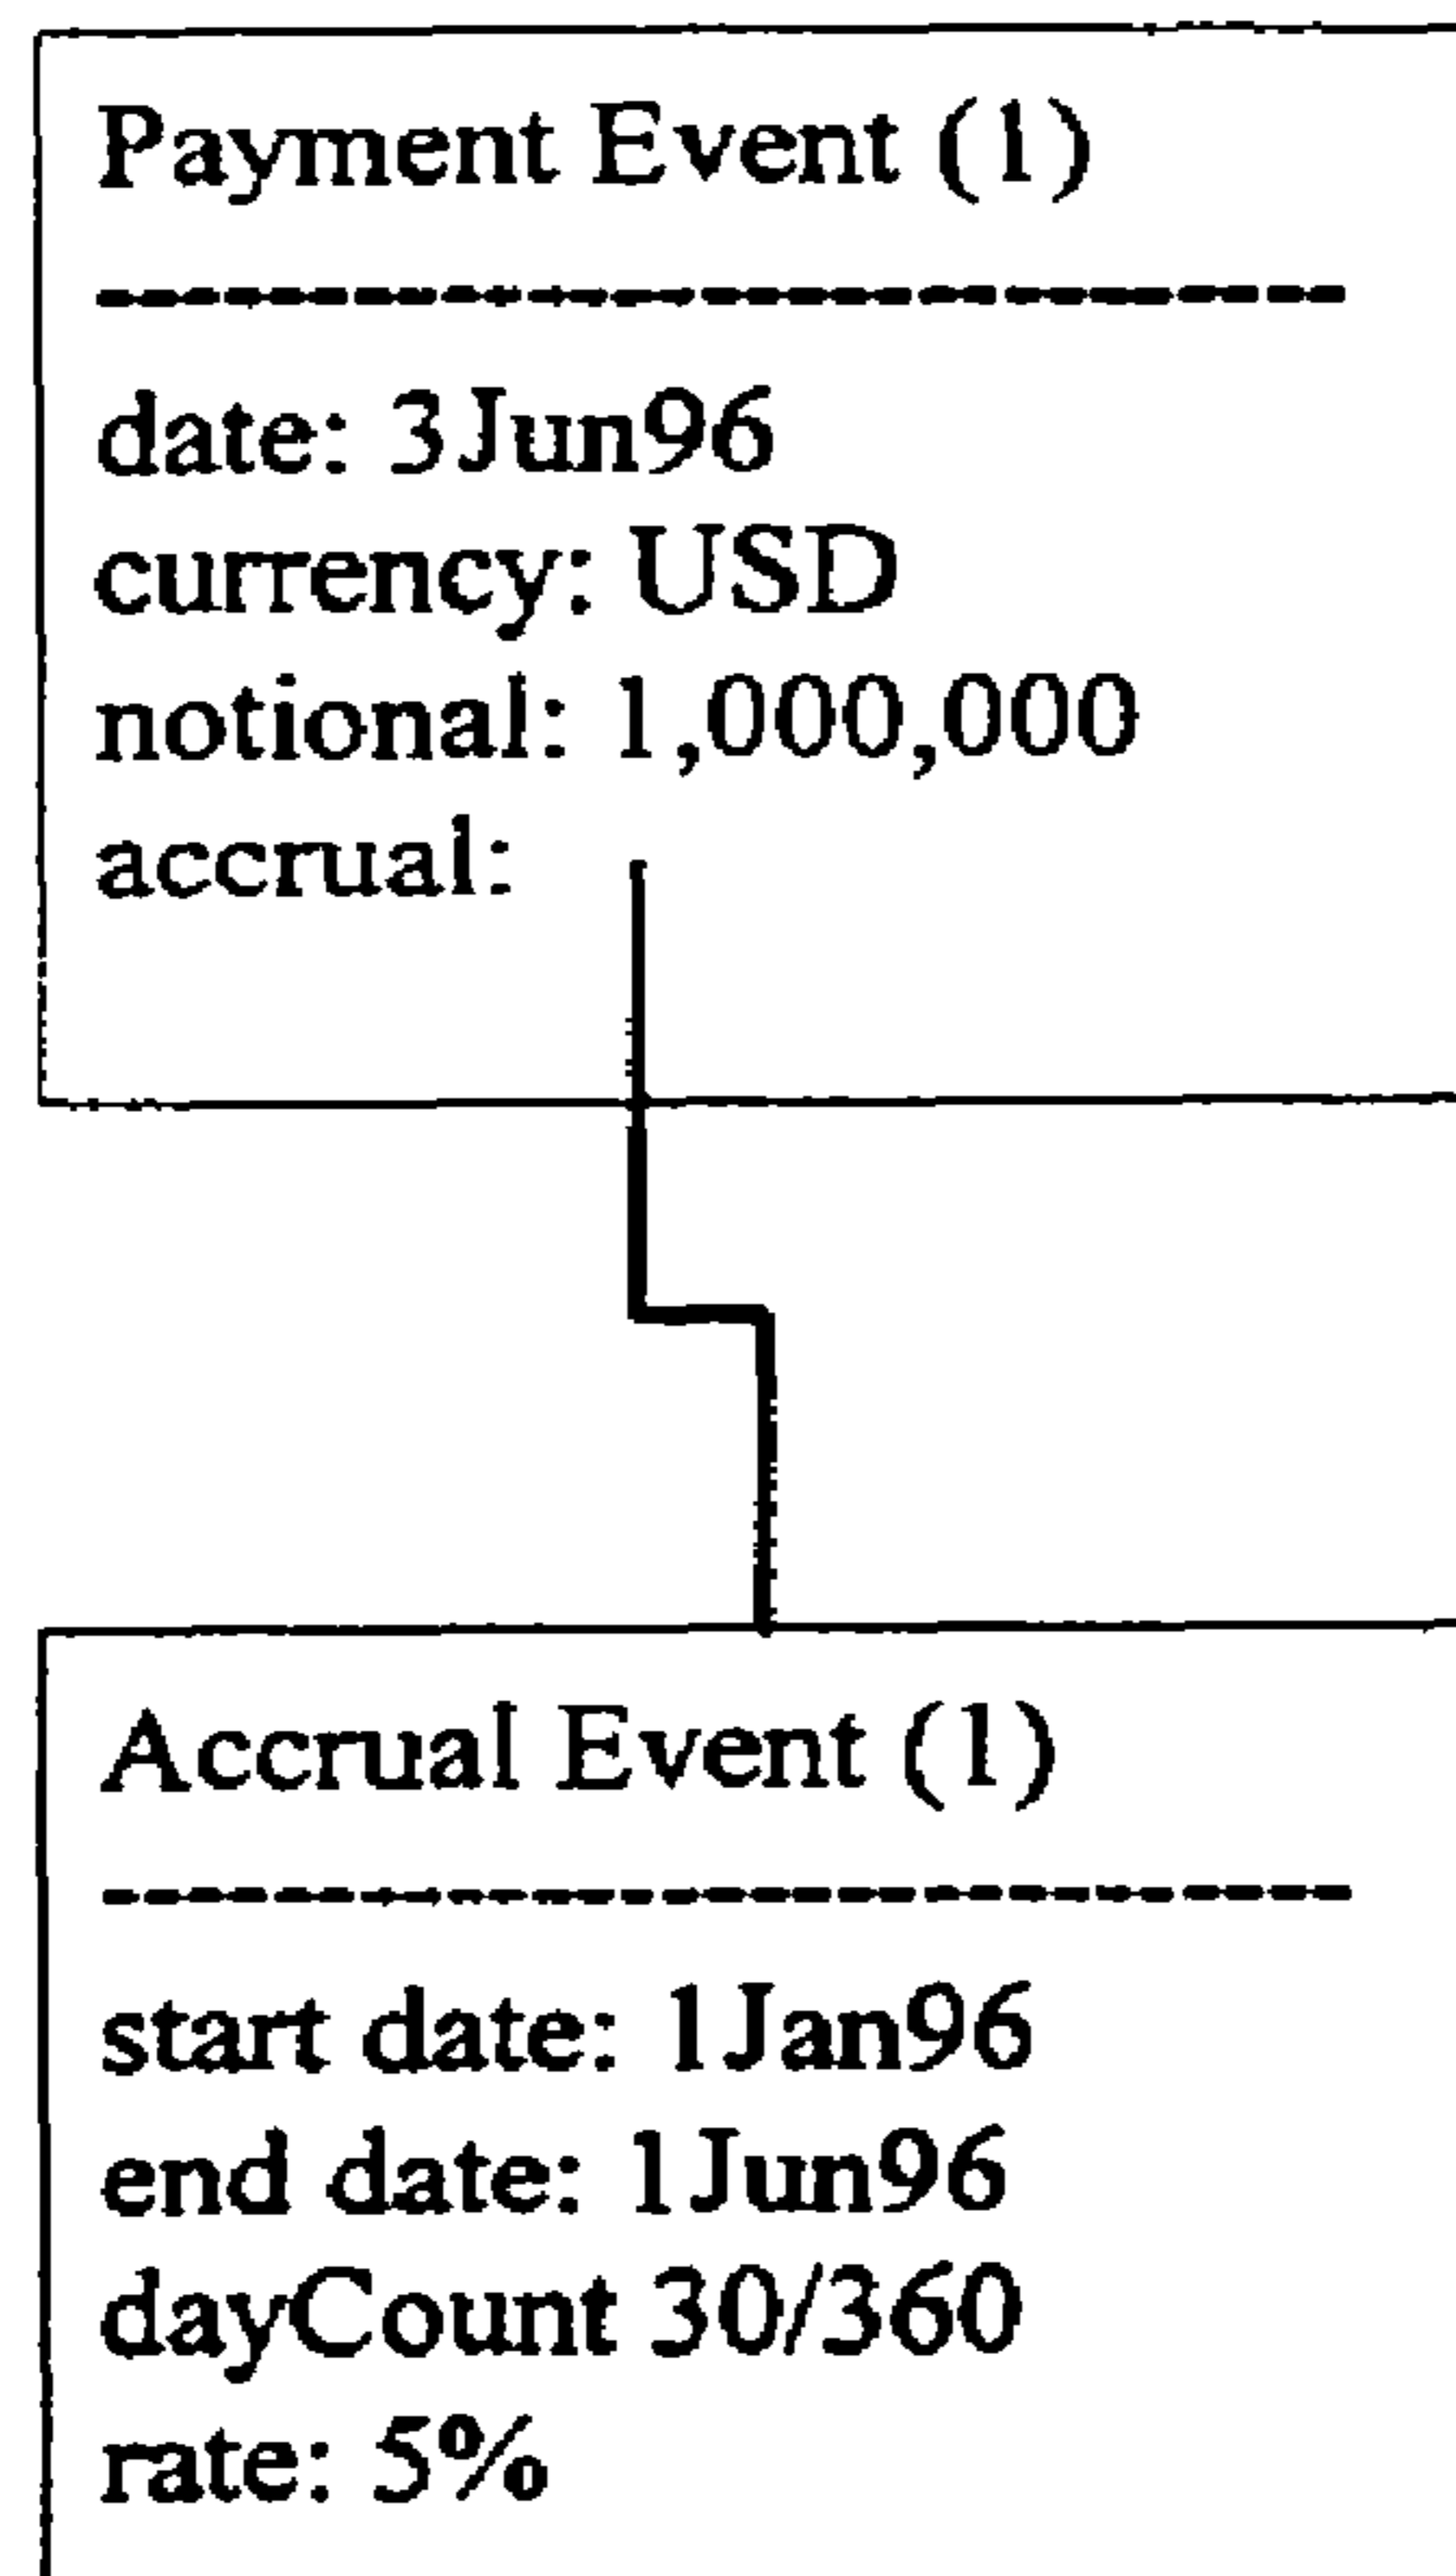 Payment Event (1)
--------------------
date: 3Jun96
currency: USD
notional: 1,000,000
accrual:
Accrual Event (1)
--------------------
start date: 1Jan96
end date: 1Jun96
dayCount 30/360
rate: 5%